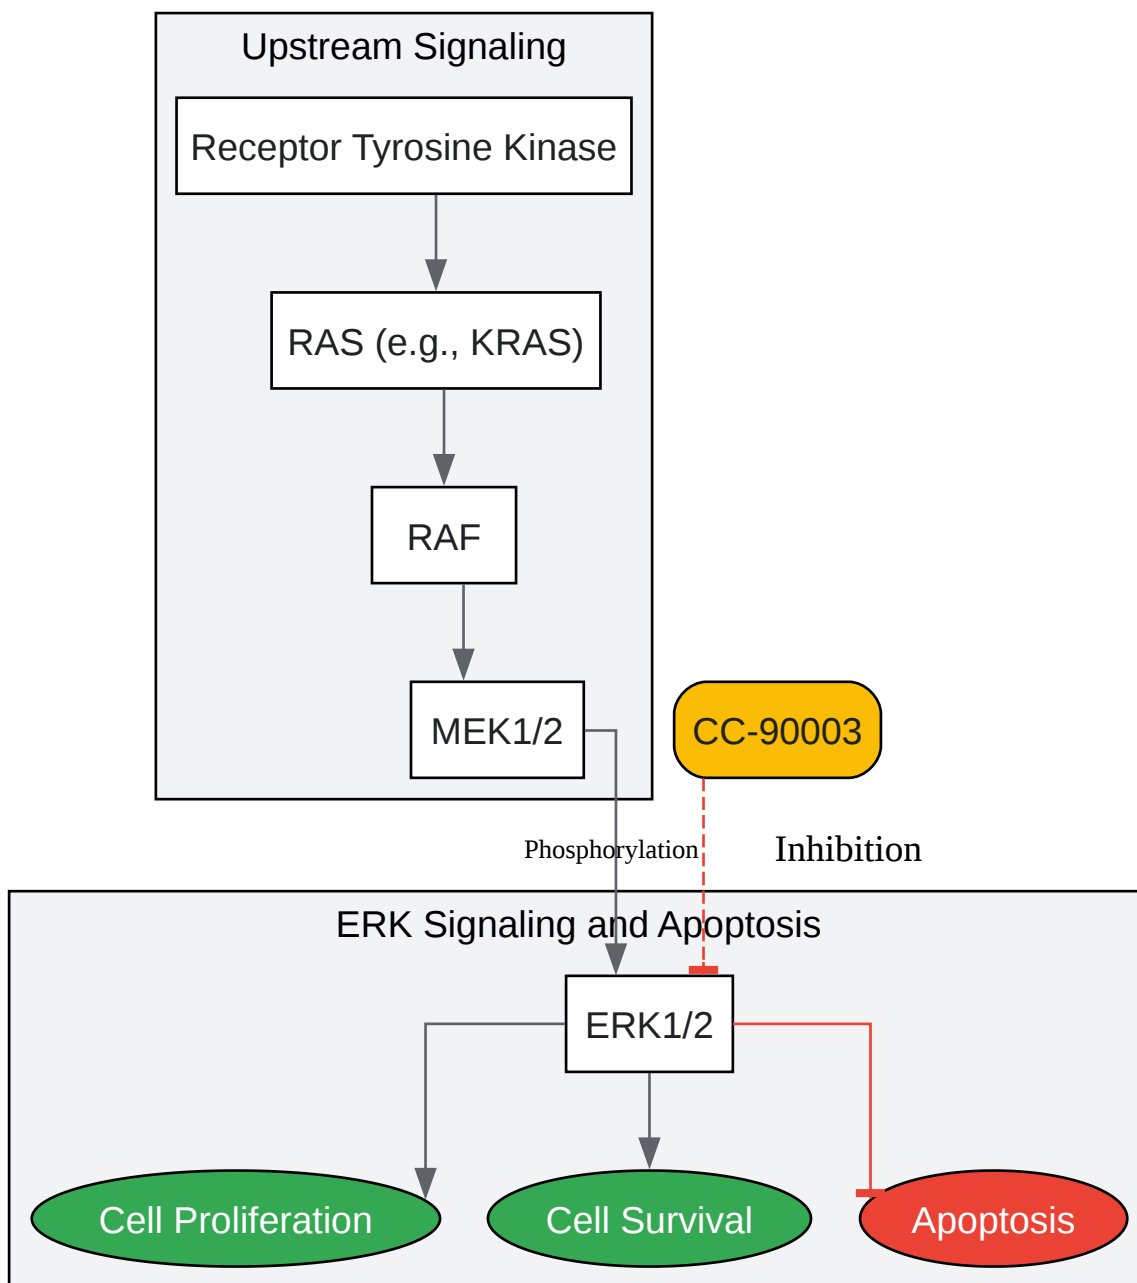 Upstream Signaling
Receptor Tyrosine Kinase
RAS (e.g., KRAS)
RAF
MEK1/2
CC-90003
Phosphorylation
Inhibition
ERK Signaling and Apoptosis
ERK1/2
Cell Proliferation
Cell Survival
Apoptosis